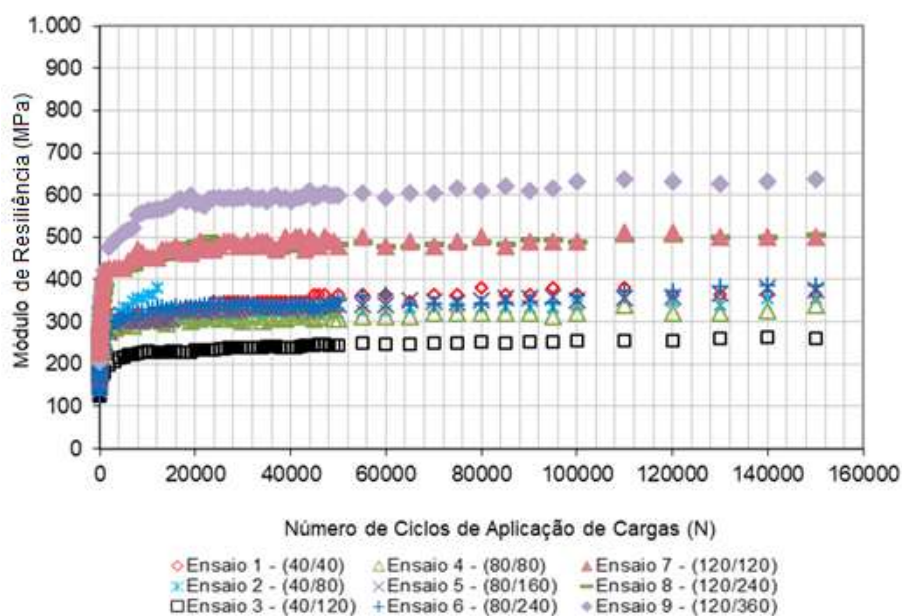 Módulo de Resiliência (MPa)
1.000
900
800
700
600
500
400
300
200
100
0
0 20000 40000 60000 80000 100000 120000 140000 160000
Número de Ciclos de Aplicação de Cargas (N)
Ensaio 1 - (40/40) Ensaio 4 - (80/80) Ensaio 7 - (120/120)
Ensaio 2 - (40/80) Ensaio 5 - (80/160) Ensaio 8 - (120/240)
Ensaio 3 - (40/120) Ensaio 6 - (80/240) Ensaio 9 - (120/360)